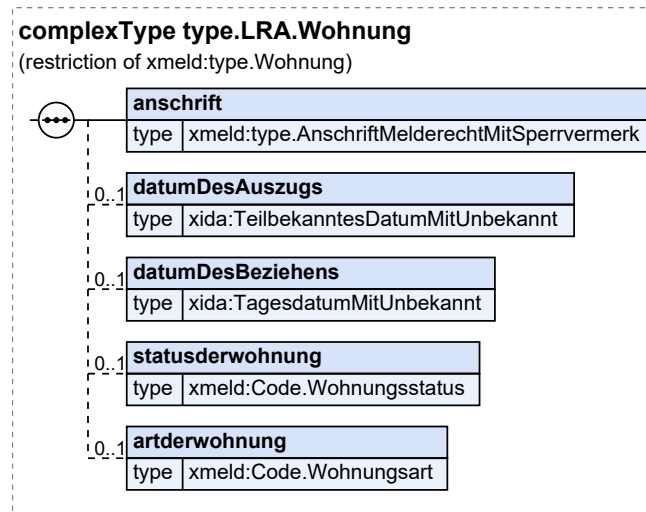 complexType type.LRA.Wohnung
(restriction of xmeld:type.Wohnung)
anschrift
type xmeld:type.AnschriftMelderechtMitSperrvermerk
0..1 datumDesAuszugs
type xida:TeilbekanntesDatumMitUnbekannt
0..1 datumDesBeziehens
type xida:TagesdatumMitUnbekannt
0..1 statusderwohnung
type xmeld:Code.Wohnungsstatus
0..1 artderwohnung
type xmeld:Code.Wohnungsart